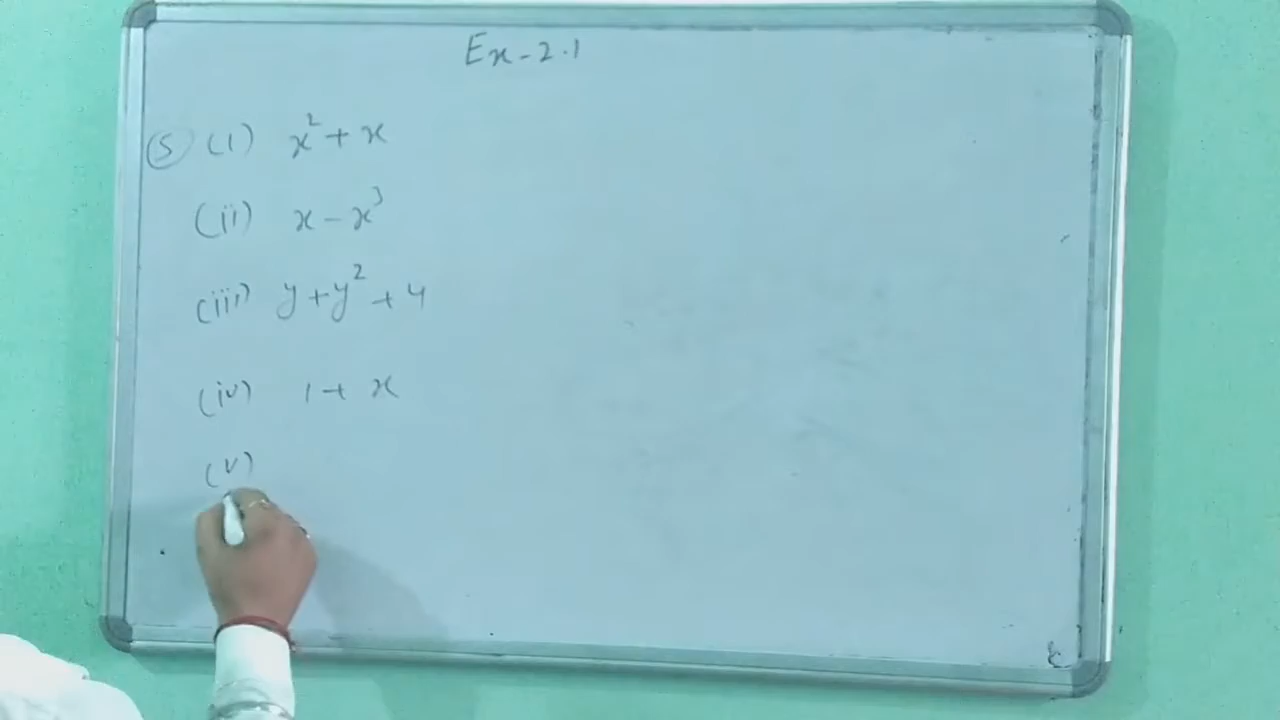 Ex-2.1
(5) (i) x² + x
(ii) x - x³
(iii) y + y² + 4
(iv) 1 + x
(v)